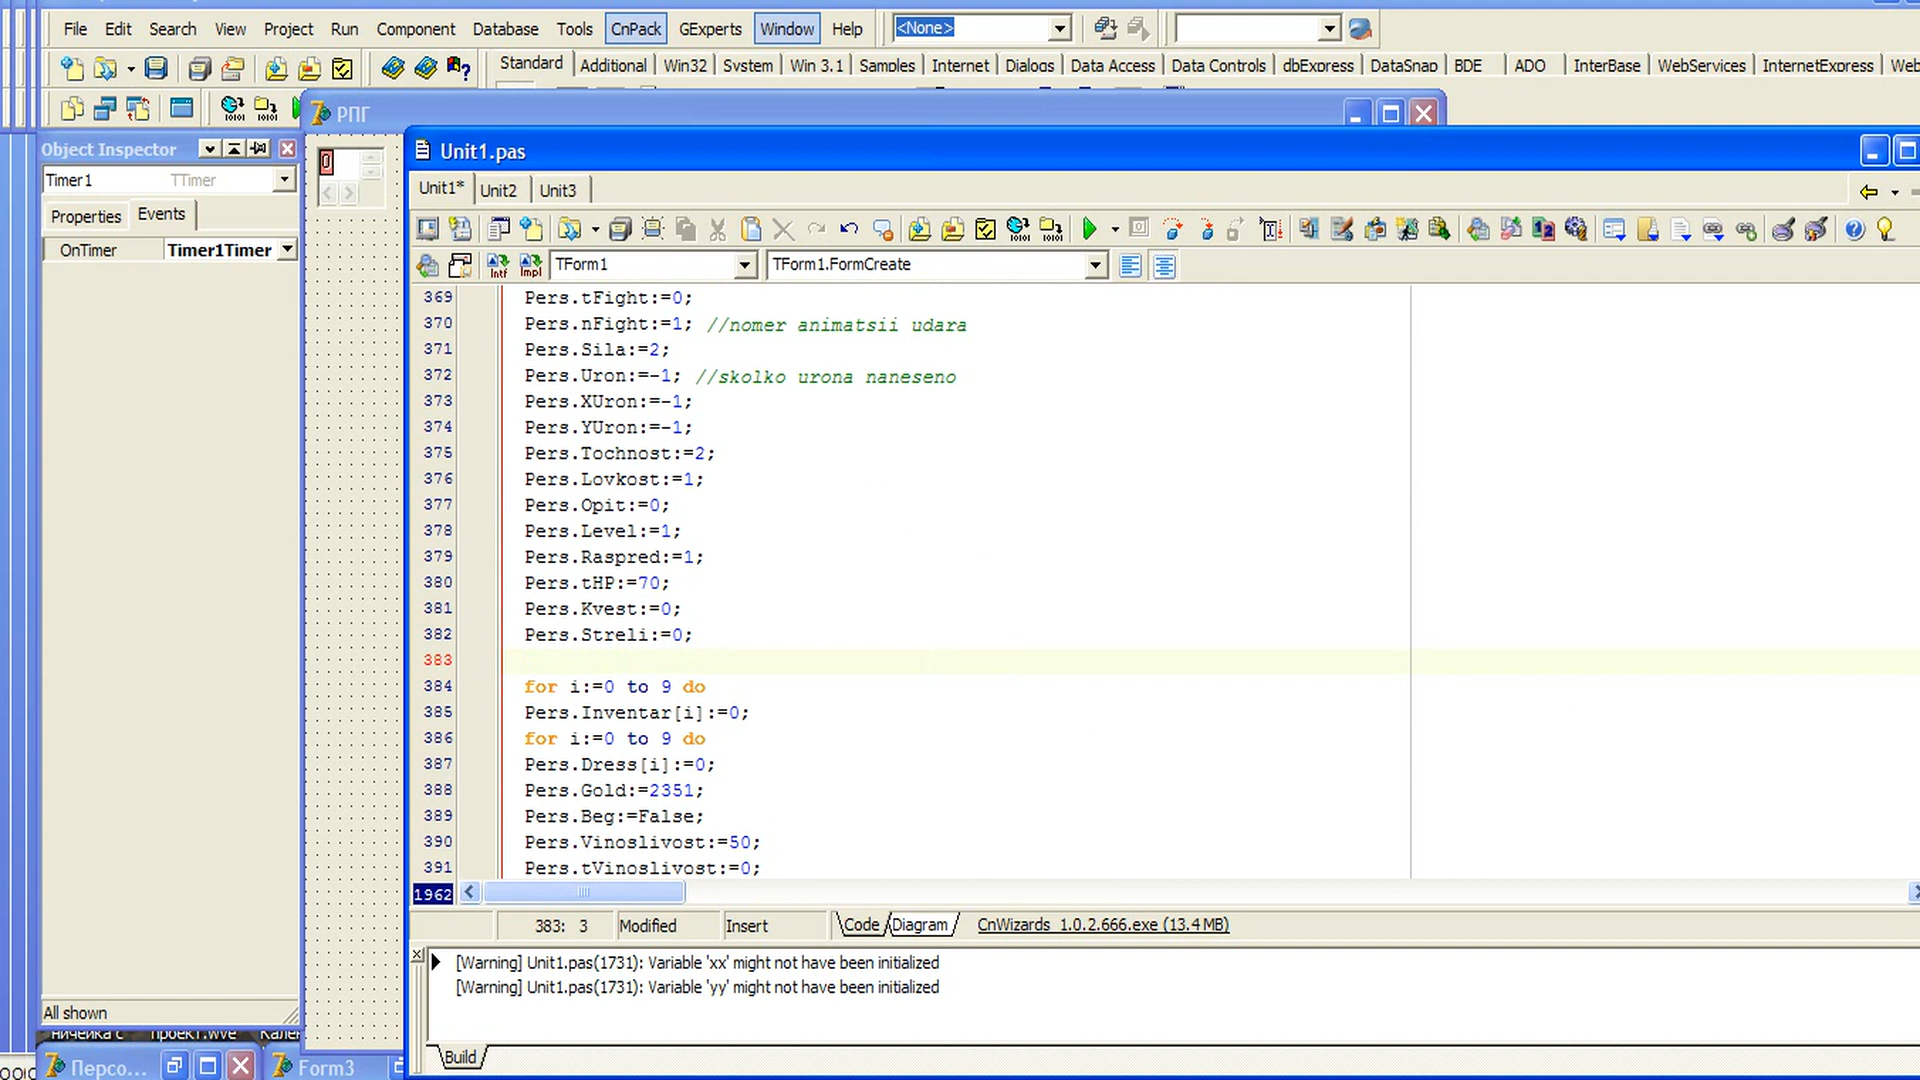 File Edit Search View Project Run Component Database Tools CnPack GExperts Window Help <None>
Standard Additional Win32 System Win 3.1 Samples Internet Dialogs Data Access Data Controls dbExpress DataSnap BDE ADO InterBase WebServices InternetExpress Web
РПГ
Object Inspector
Timer1 TTimer
Properties Events
OnTimer Timer1Timer
0
Unit1.pas
Unit1* Unit2 Unit3
TForm1 TForm1.FormCreate
369 Pers.tFight:=0;
370 Pers.nFight:=1; //nomer animatsii udara
371 Pers.Sila:=2;
372 Pers.Uron:=-1; //skolko urona naneseno
373 Pers.XUron:=-1;
374 Pers.YUron:=-1;
375 Pers.Tochnost:=2;
376 Pers.Lovkost:=1;
377 Pers.Opit:=0;
378 Pers.Level:=1;
379 Pers.Raspred:=1;
380 Pers.tHP:=70;
381 Pers.Kvest:=0;
382 Pers.Streli:=0;
383
384 for i:=0 to 9 do
385 Pers.Inventar[i]:=0;
386 for i:=0 to 9 do
387 Pers.Dress[i]:=0;
388 Pers.Gold:=2351;
389 Pers.Beg:=False;
390 Pers.Vinoslivost:=50;
391 Pers.tVinoslivost:=0;
1962
383: 3 Modified Insert Code Diagram CnWizards_1.0.2.666.exe (13.4 MB)
[Warning] Unit1.pas(1731): Variable 'xx' might not have been initialized
[Warning] Unit1.pas(1731): Variable 'yy' might not have been initialized
Build
All shown
Персо... Form3